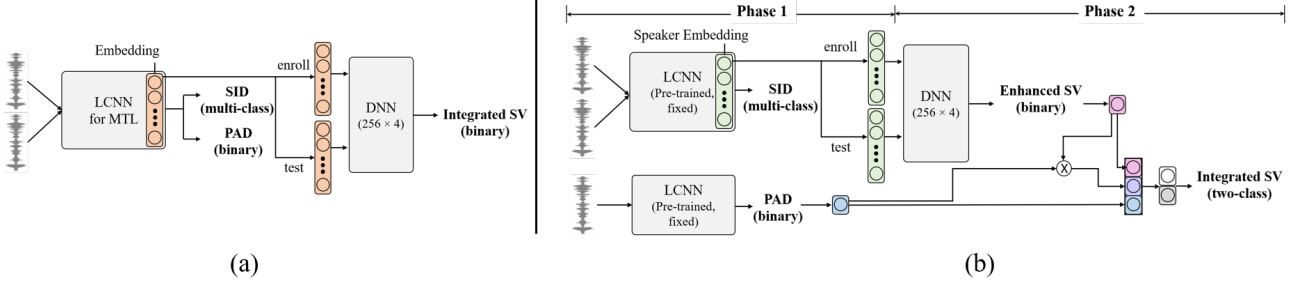 Embedding
LCNN
for MTL
SID
(multi-class)
PAD
(binary)
enroll
test
DNN
(256 × 4)
Integrated SV
(binary)
(a)
Phase 1
Phase 2
Speaker Embedding
LCNN
(Pre-trained,
fixed)
SID
(multi-class)
enroll
test
DNN
(256 × 4)
Enhanced SV
(binary)
X
LCNN
(Pre-trained,
fixed)
PAD
(binary)
Integrated SV
(two-class)
(b)